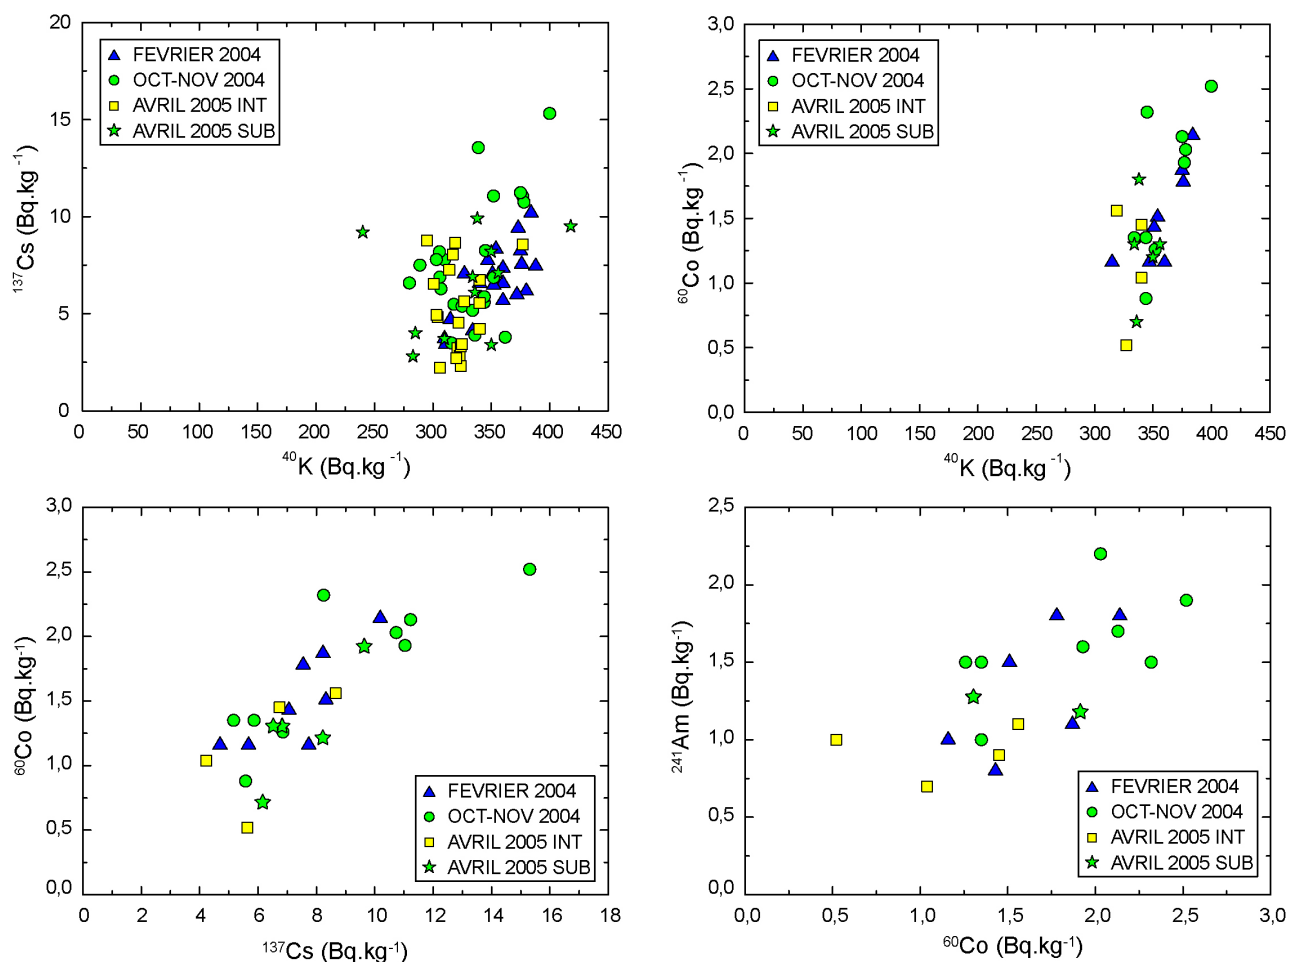 20
15
10
5
0
0 50 100 150 200 250 300 350 400 450
¹³⁷Cs (Bq.kg⁻¹)
⁴⁰K (Bq.kg⁻¹)
FEVRIER 2004
OCT-NOV 2004
AVRIL 2005 INT
AVRIL 2005 SUB
3,0
2,5
2,0
1,5
1,0
0,5
0,0
0 50 100 150 200 250 300 350 400 450
⁶⁰Co (Bq.kg⁻¹)
⁴⁰K (Bq.kg⁻¹)
FEVRIER 2004
OCT-NOV 2004
AVRIL 2005 INT
AVRIL 2005 SUB
3,0
2,5
2,0
1,5
1,0
0,5
0,0
0 2 4 6 8 10 12 14 16 18
⁶⁰Co (Bq.kg⁻¹)
¹³⁷Cs (Bq.kg⁻¹)
FEVRIER 2004
OCT-NOV 2004
AVRIL 2005 INT
AVRIL 2005 SUB
2,5
2,0
1,5
1,0
0,5
0,0
0,0 0,5 1,0 1,5 2,0 2,5 3,0
²⁴¹Am (Bq.kg⁻¹)
⁶⁰Co (Bq.kg⁻¹)
FEVRIER 2004
OCT-NOV 2004
AVRIL 2005 INT
AVRIL 2005 SUB